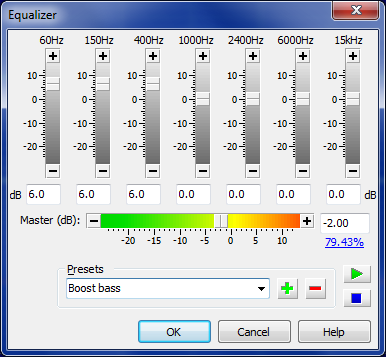 Equalizer
60Hz 150Hz 400Hz 1000Hz 2400Hz 6000Hz 15kHz
+ + + + + + +
10 10 10 10 10 10 10
0 0 0 0 0 0 0
-10 -10 -10 -10 -10 -10 -10
-20 -20 -20 -20 -20 -20 -20
- - - - - - -
dB 6.0 6.0 6.0 0.0 0.0 0.0 0.0 dB
Master (dB): - + -2.00
-20 -15 -10 -5 0 5 10 79.43%
Presets
Boost bass
OK Cancel Help